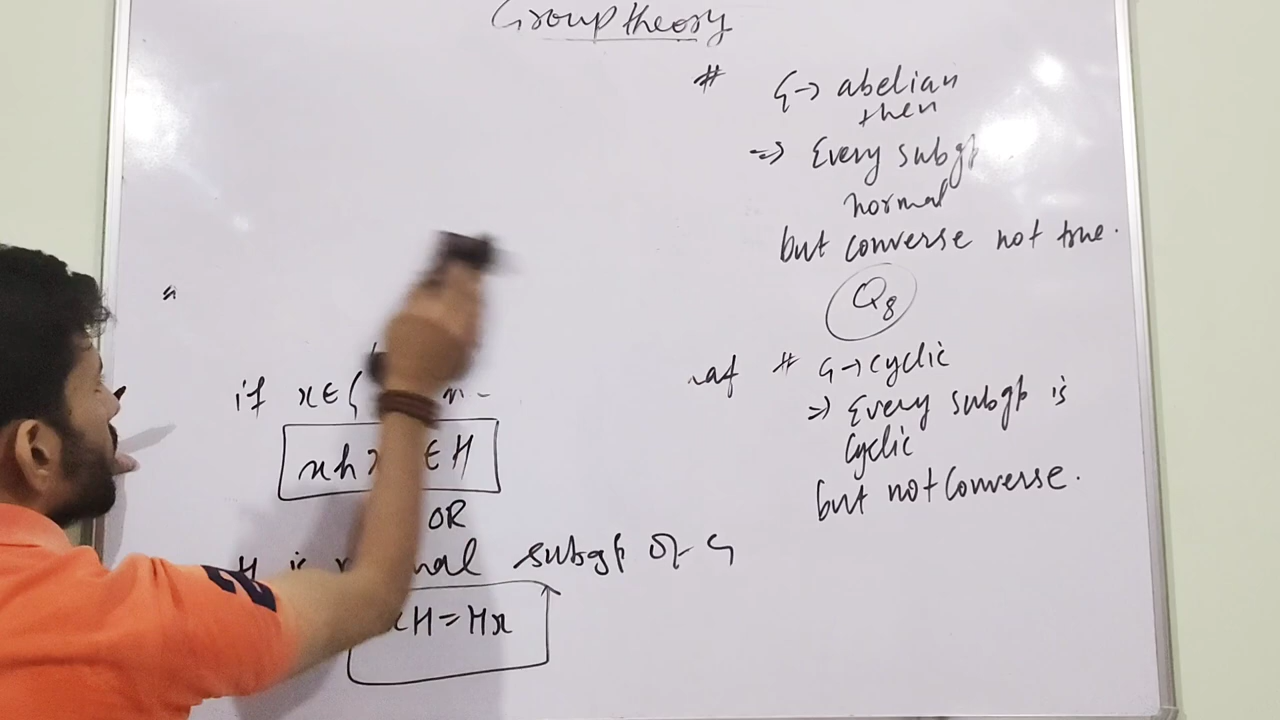 Group theory
# G → abelian
then
=> Every subgp
normal
but converse not true.
Q8
# G → cyclic
=> Every subgp is
cyclic
but not converse.
if x∈G
xhx ∈H
OR
H is normal subgp of G
xH=Hx